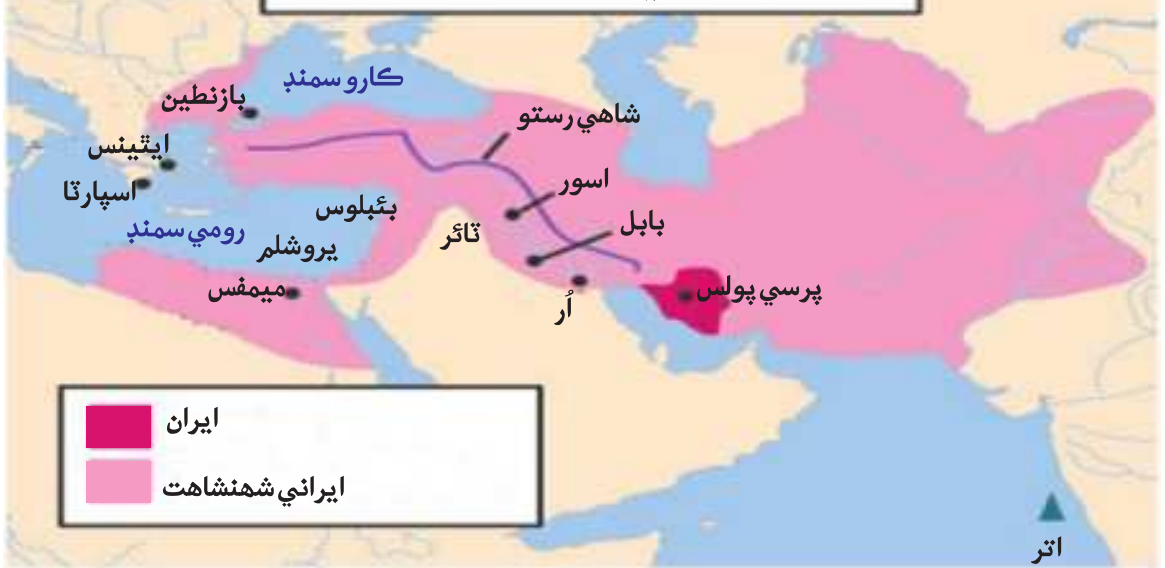 ڪارو سمنڊ
بازنطين
شاهي رستو
ايٿينس
اسپارٽا
اسور
بئبلوس
بابل
رومي سمنڊ
ٽائر
يروشلم
ميمفس
پرسي پولس
اُر
ايران
ايراني شهنشاهت
اتر